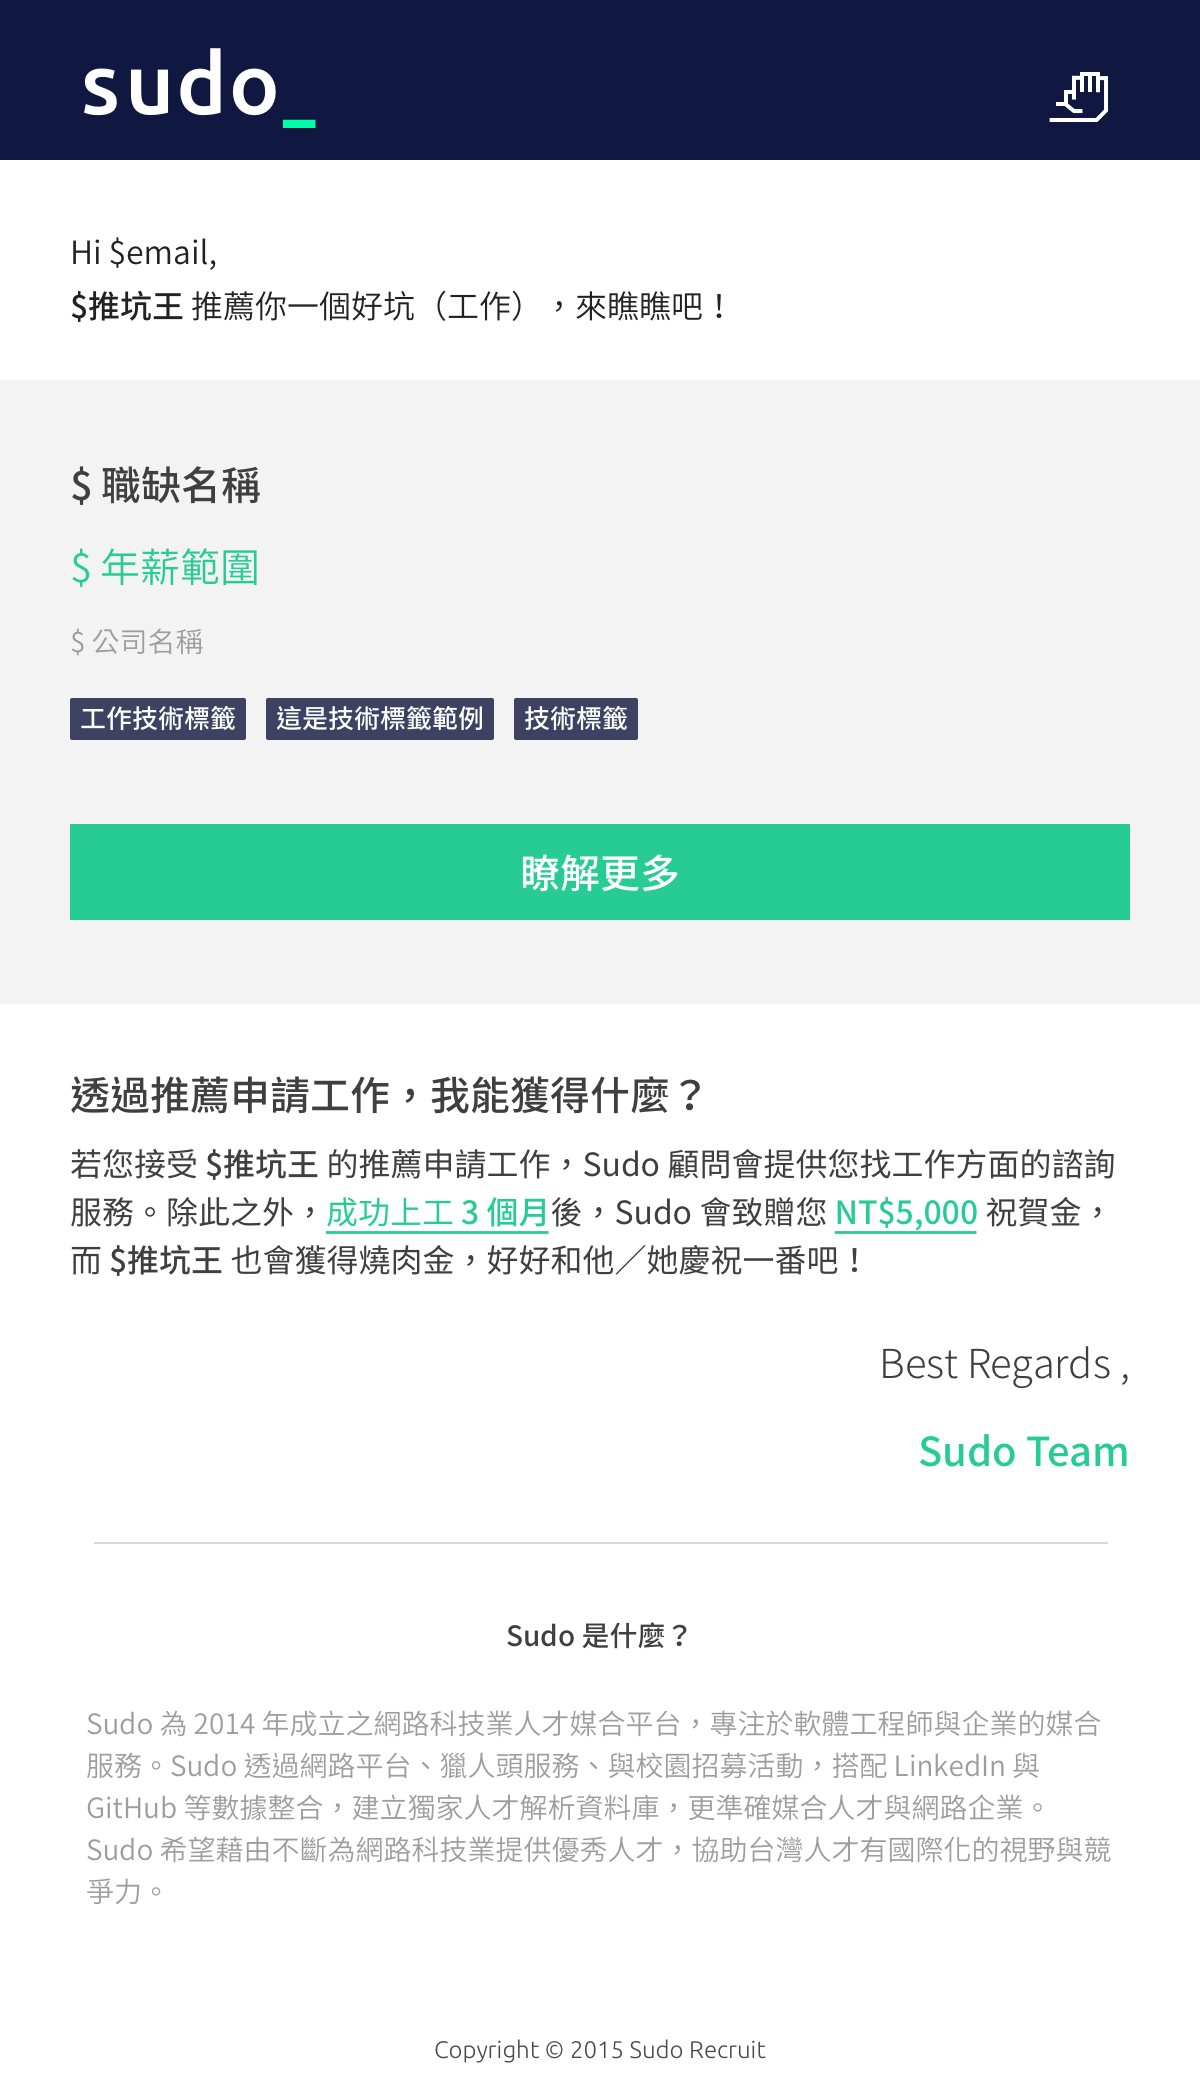 sudo_
Hi $email,
$推坑王 推薦你一個好坑（工作），來瞧瞧吧！
$ 職缺名稱
$ 年薪範圍
$ 公司名稱
工作技術標籤 這是技術標籤範例 技術標籤
瞭解更多
透過推薦申請工作，我能獲得什麼？
若您接受 $推坑王 的推薦申請工作，Sudo 顧問會提供您找工作方面的諮詢
服務。除此之外，成功上工 3 個月後，Sudo 會致贈您 NT$5,000 祝賀金，
而 $推坑王 也會獲得燒肉金，好好和他／她慶祝一番吧！
Best Regards ,
Sudo Team
Sudo 是什麼？
Sudo 為 2014 年成立之網路科技業人才媒合平台，專注於軟體工程師與企業的媒合
服務。Sudo 透過網路平台、獵人頭服務、與校園招募活動，搭配 LinkedIn 與
GitHub 等數據整合，建立獨家人才解析資料庫，更準確媒合人才與網路企業。
Sudo 希望藉由不斷為網路科技業提供優秀人才，協助台灣人才有國際化的視野與競
爭力。
Copyright © 2015 Sudo Recruit